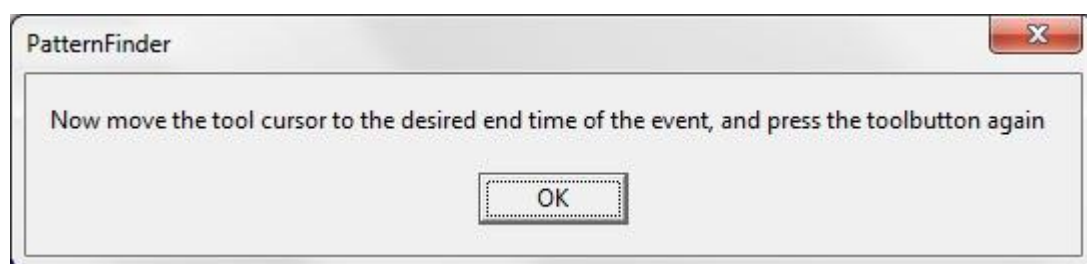 PatternFinder
Now move the tool cursor to the desired end time of the event, and press the toolbutton again
OK